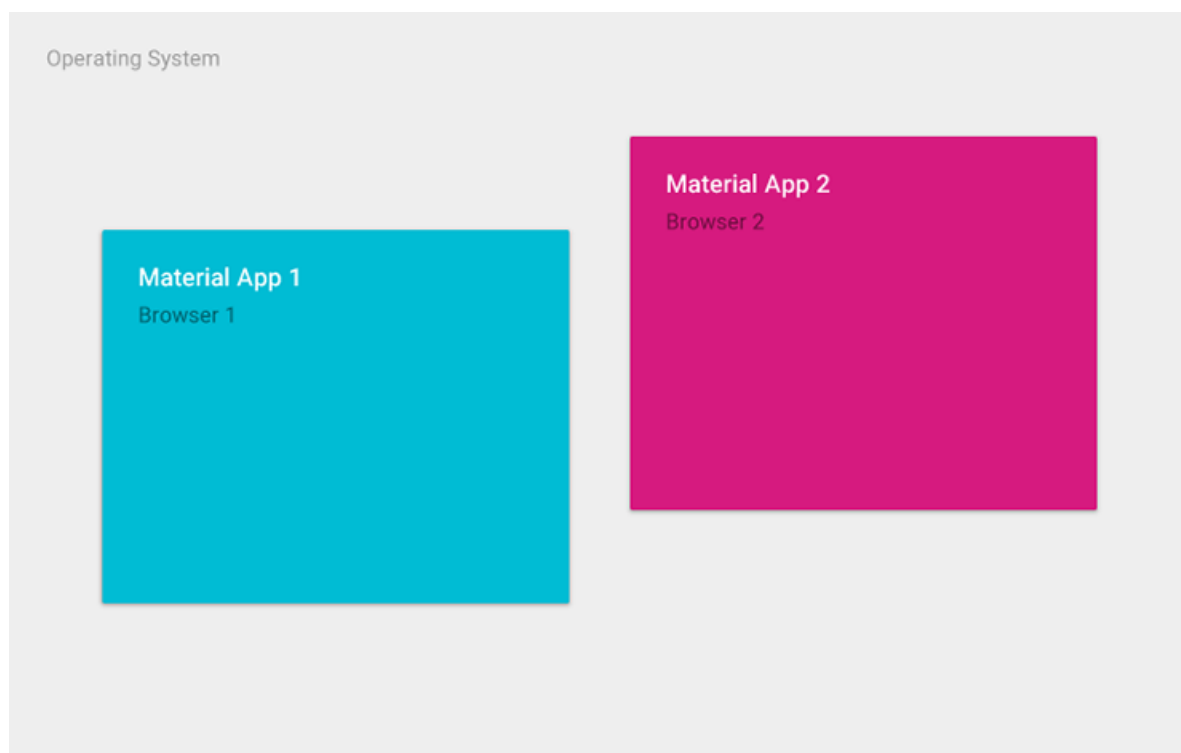 Operating System
Material App 2
Browser 2
Material App 1
Browser 1